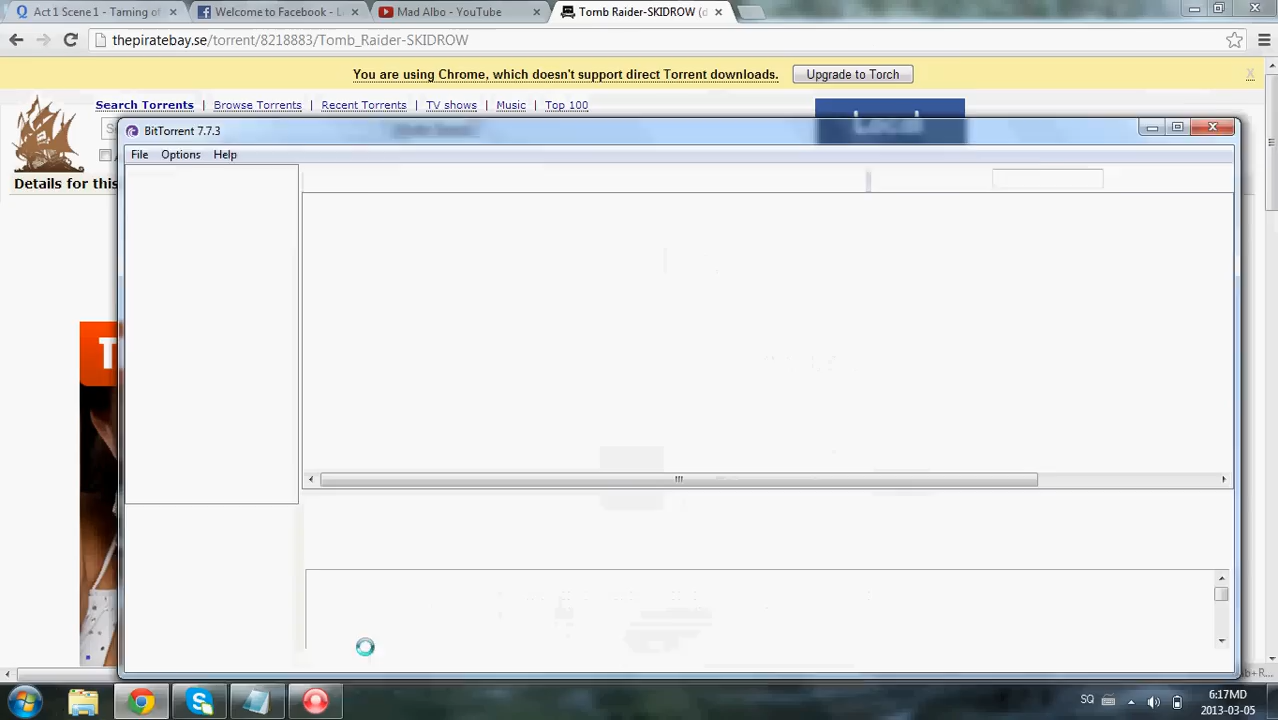 Act 1 Scene 1 - Taming of
Welcome to Facebook - L
Mad Albo - YouTube
Tomb Raider-SKIDROW (d
thepiratebay.se/torrent/8218883/Tomb_Raider-SKIDROW
You are using Chrome, which doesn't support direct Torrent downloads. Upgrade to Torch
Search Torrents | Browse Torrents | Recent Torrents | TV shows | Music | Top 100
BitTorrent 7.7.3
Details for this
File Options Help
SQ
6:17MD
2013-03-05